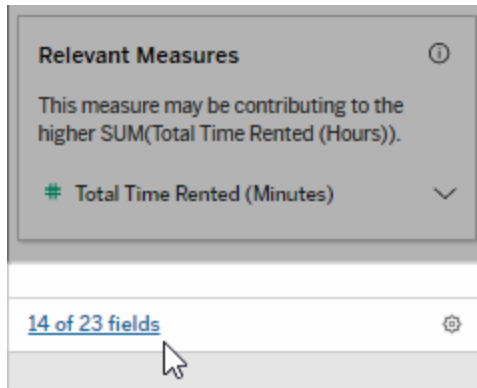 Relevant Measures
This measure may be contributing to the
higher SUM(Total Time Rented (Hours)).
Total Time Rented (Minutes)
14 of 23 fields